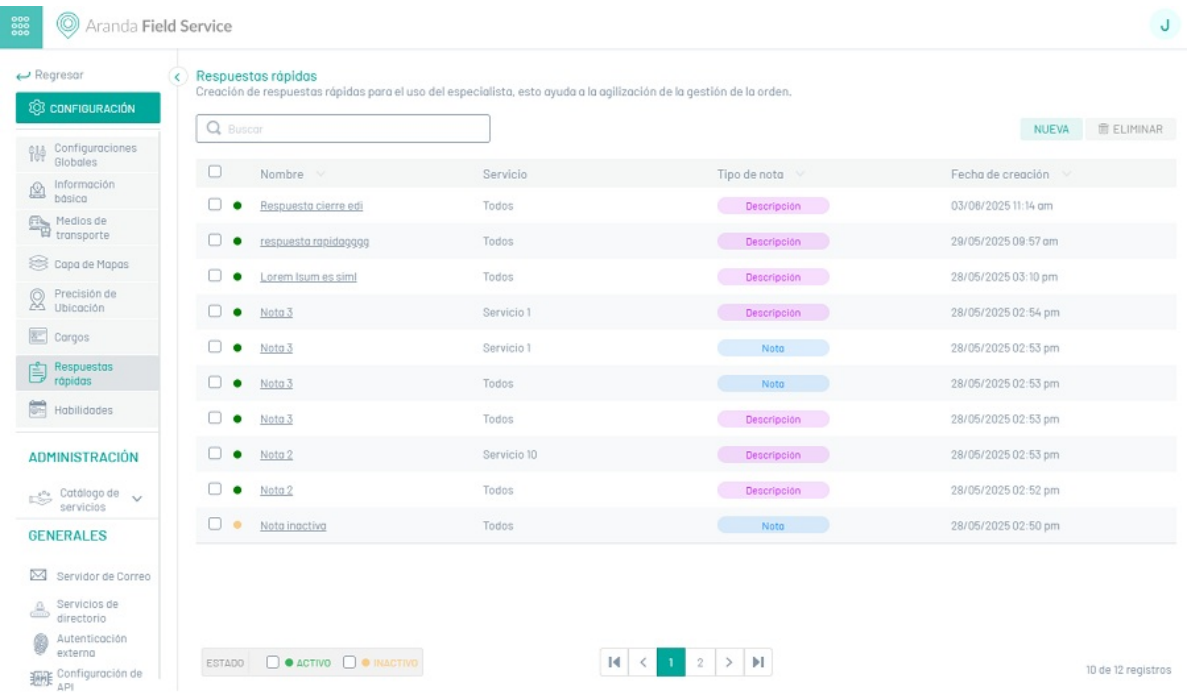 Aranda Field Service
J
Regresar
CONFIGURACIÓN
Configuraciones
Globales
Información
básica
Medios de
transporte
Capa de Mapas
Precisión de
Ubicación
Cargos
Respuestas
rápidas
Habilidades
ADMINISTRACIÓN
Catálogo de
servicios
GENERALES
Servidor de Correo
Servicios de
directorio
Autenticación
externa
Configuración de
API
Respuestas rápidas
Creación de respuestas rápidas para el uso del especialista, esto ayuda a la agilización de la gestión de la orden.
Buscar
NUEVA ELIMINAR
Nombre Servicio Tipo de nota Fecha de creación
Respuesta cierre edi Todos Descripción 03/06/2025 11:14 am
respuesta rapidagggg Todos Descripción 29/05/2025 09:57 am
Lorem Isum es siml Todos Descripción 28/05/2025 03:10 pm
Nota 3 Servicio 1 Descripción 28/05/2025 02:54 pm
Nota 3 Servicio 1 Nota 28/05/2025 02:53 pm
Nota 3 Todos Nota 28/05/2025 02:53 pm
Nota 3 Todos Descripción 28/05/2025 02:53 pm
Nota 2 Servicio 10 Descripción 28/05/2025 02:53 pm
Nota 2 Todos Descripción 28/05/2025 02:52 pm
Nota inactiva Todos Nota 28/05/2025 02:50 pm
ESTADO ACTIVO INACTIVO
1 2
10 de 12 registros